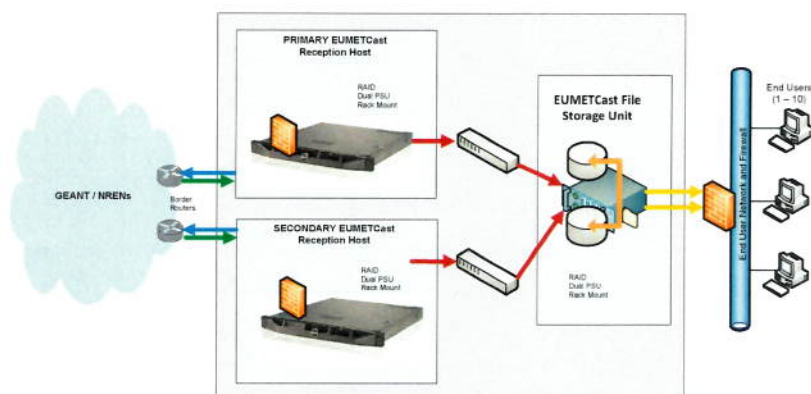 PRIMARY EUMETCast
Reception Host
RAID
Dual PSU
Rack Mount
EUMETCast File
Storage Unit
End Users
(1 – 10)
GEANT / NRENs
Border
Routers
SECONDARY EUMETCast
Reception Host
RAID
Dual PSU
Rack Mount
RAID
Dual PSU
Rack Mount
End User Network and Firewall